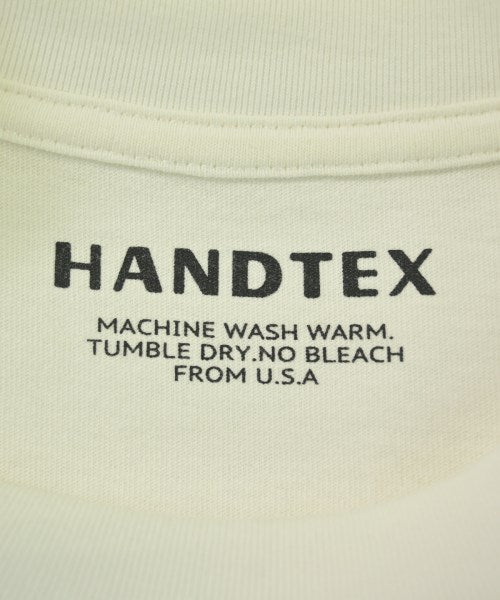 HANDTEX
MACHINE WASH WARM.
TUMBLE DRY.NO BLEACH
FROM U.S.A